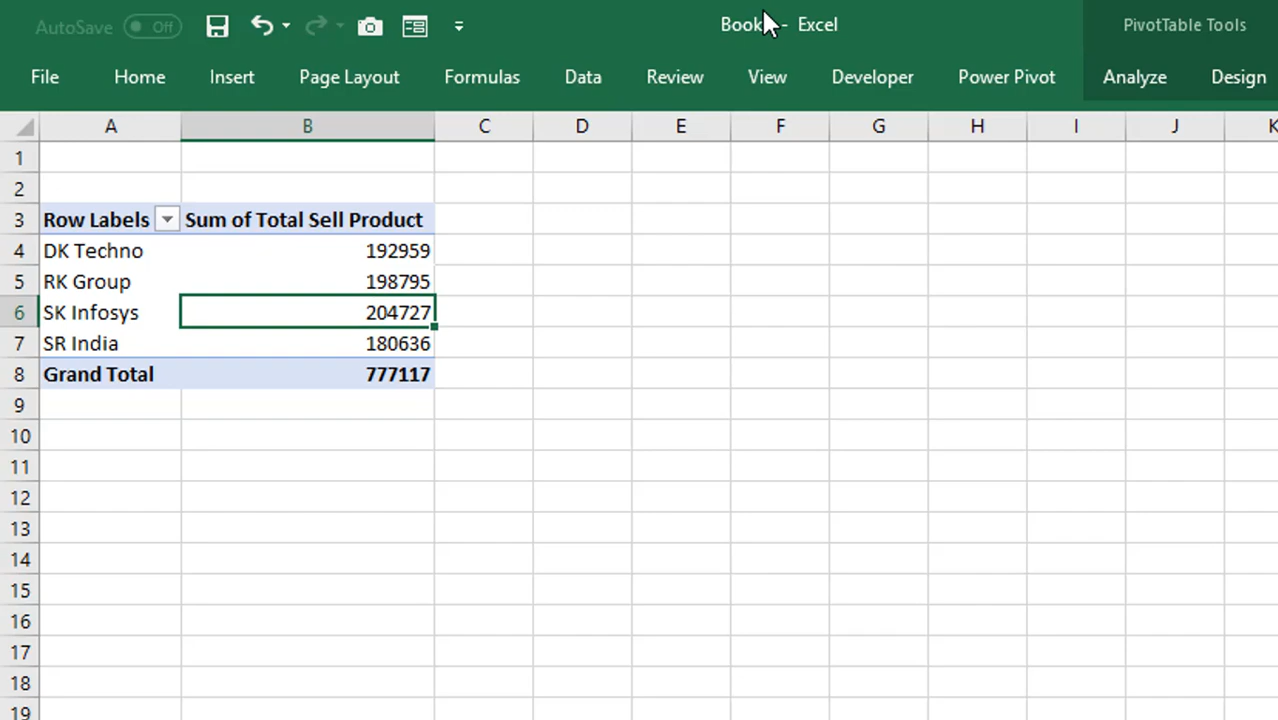 AutoSave Off Book - Excel PivotTable Tools
File Home Insert Page Layout Formulas Data Review View Developer Power Pivot Analyze Design
A B C D E F G H I J K
1
2
3 Row Labels Sum of Total Sell Product
4 DK Techno 192959
5 RK Group 198795
6 SK Infosys 204727
7 SR India 180636
8 Grand Total 777117
9
10
11
12
13
14
15
16
17
18
19